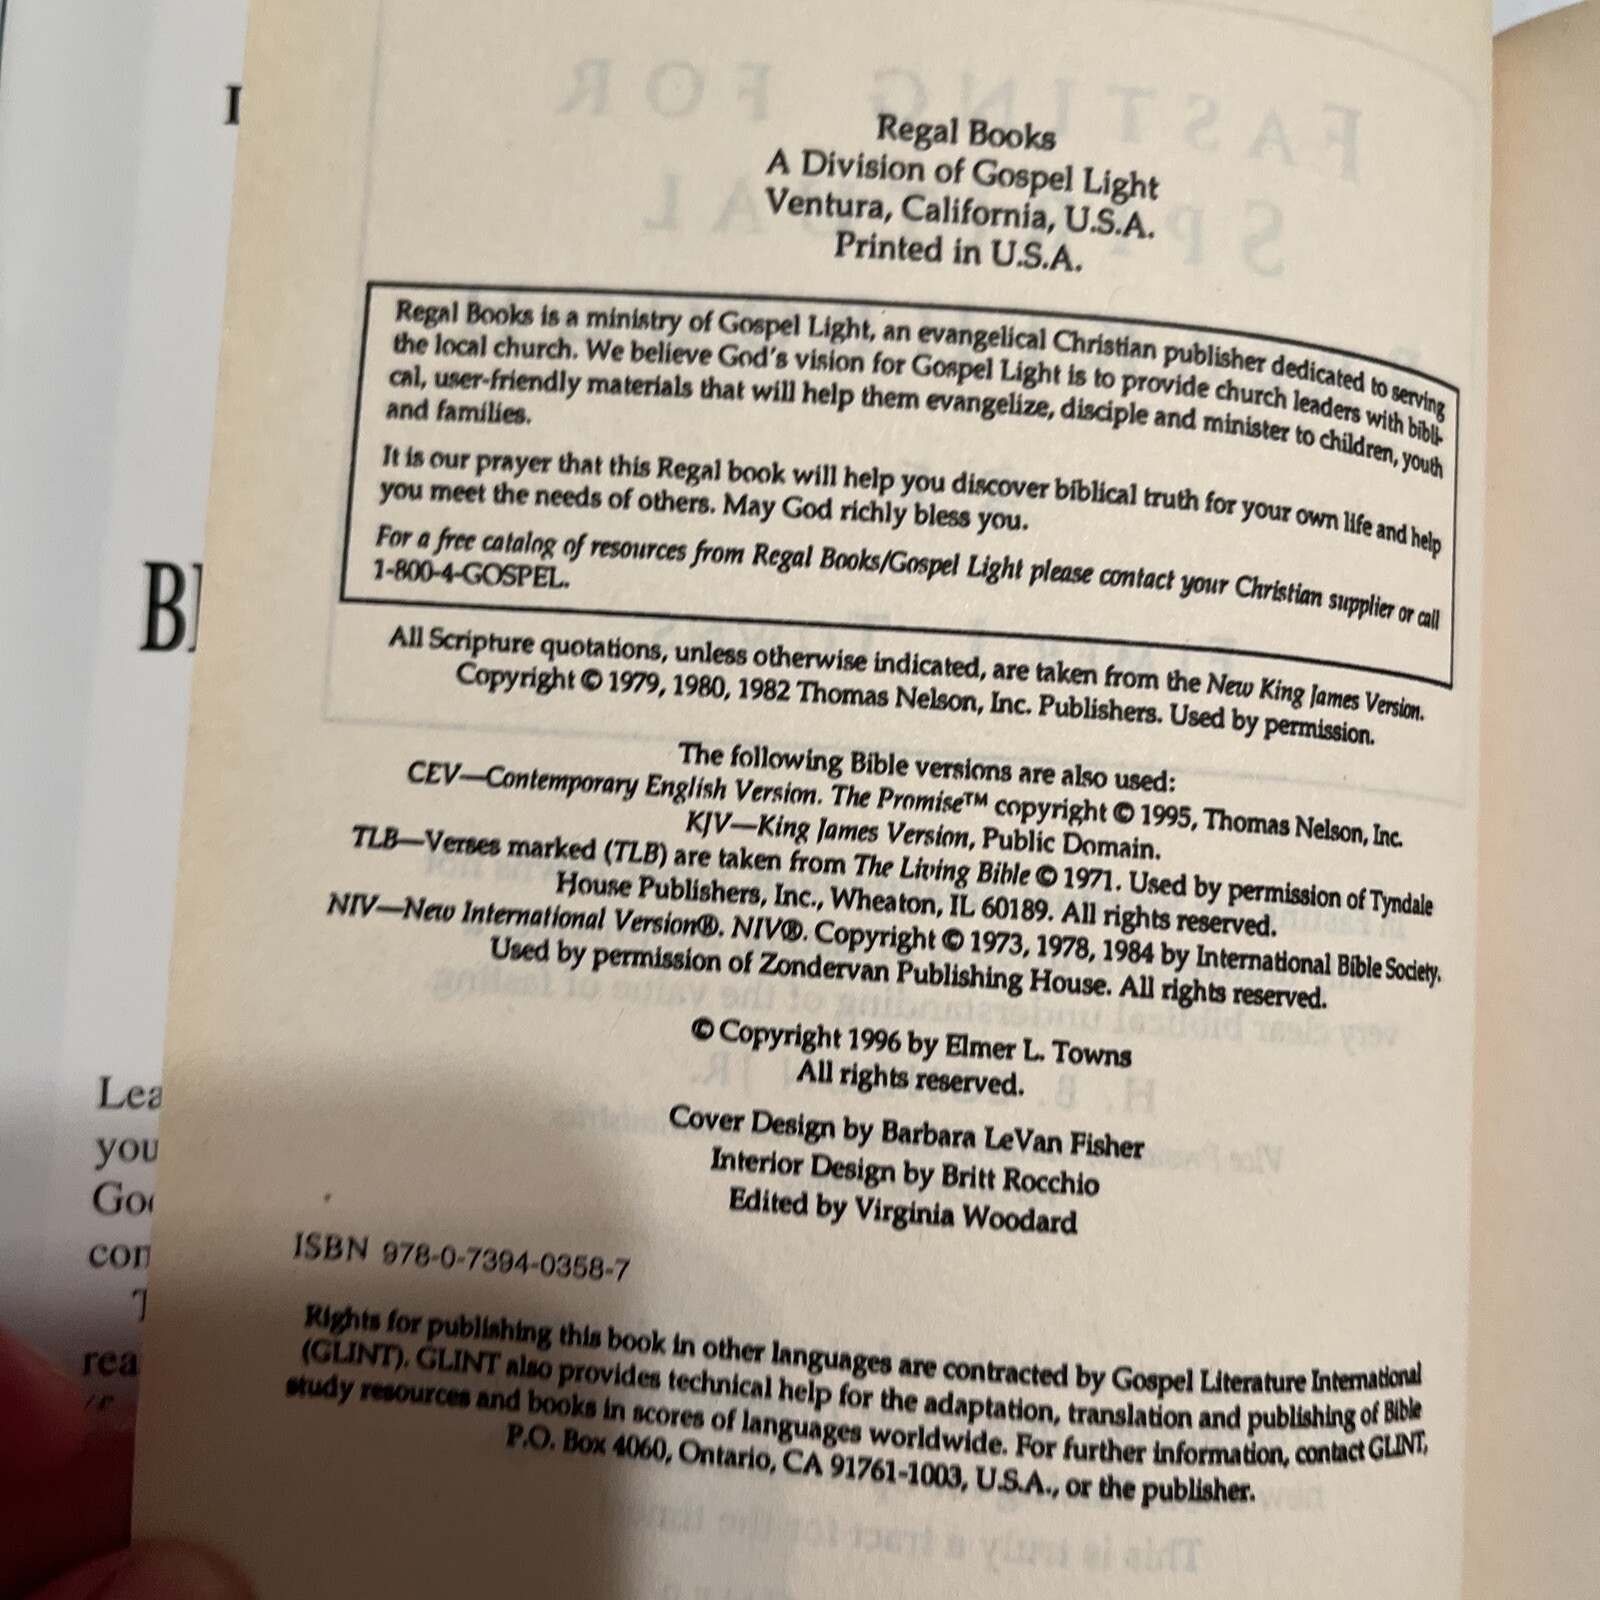 Regal Books
A Division of Gospel Light
Ventura, California, U.S.A.
Printed in U.S.A.
Regal Books is a ministry of Gospel Light, an evangelical Christian publisher dedicated to serving
the local church. We believe God's vision for Gospel Light is to provide church leaders with bibli-
cal, user-friendly materials that will help them evangelize, disciple and minister to children, youth
and families.
It is our prayer that this Regal book will help you discover biblical truth for your own life and help
you meet the needs of others. May God richly bless you.
For a free catalog of resources from Regal Books/Gospel Light please contact your Christian supplier or call
1-800-4-GOSPEL.
All Scripture quotations, unless otherwise indicated, are taken from the New King James Version.
Copyright © 1979, 1980, 1982 Thomas Nelson, Inc. Publishers. Used by permission.
The following Bible versions are also used:
CEV—Contemporary English Version. The Promise™ copyright © 1995, Thomas Nelson, Inc.
KJV—King James Version, Public Domain.
TLB—Verses marked (TLB) are taken from The Living Bible © 1971. Used by permission of Tyndale
House Publishers, Inc., Wheaton, IL 60189. All rights reserved.
NIV—New International Version®. NIV®. Copyright © 1973, 1978, 1984 by International Bible Society.
Used by permission of Zondervan Publishing House. All rights reserved.
© Copyright 1996 by Elmer L. Towns
All rights reserved.
Cover Design by Barbara LeVan Fisher
Interior Design by Britt Rocchio
Edited by Virginia Woodard
ISBN 978-0-7394-0358-7
Rights for publishing this book in other languages are contracted by Gospel Literature International
(GLINT). GLINT also provides technical help for the adaptation, translation and publishing of Bible
study resources and books in scores of languages worldwide. For further information, contact GLINT,
P.O. Box 4060, Ontario, CA 91761-1003, U.S.A., or the publisher.